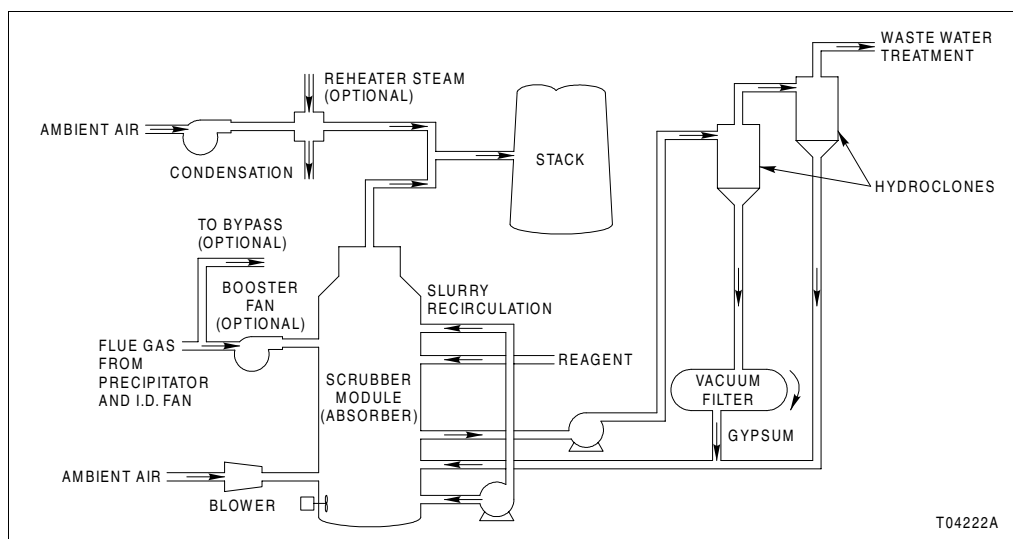 WASTE WATER
TREATMENT
REHEATER STEAM
(OPTIONAL)
AMBIENT AIR
CONDENSATION
STACK
HYDROCLONES
TO BYPASS
(OPTIONAL)
BOOSTER
FAN
(OPTIONAL)
SLURRY
RECIRCULATION
FLUE GAS
FROM
PRECIPITATOR
AND I.D. FAN
REAGENT
SCRUBBER
MODULE
(ABSORBER)
VACUUM
FILTER
GYPSUM
AMBIENT AIR
BLOWER
T04222A